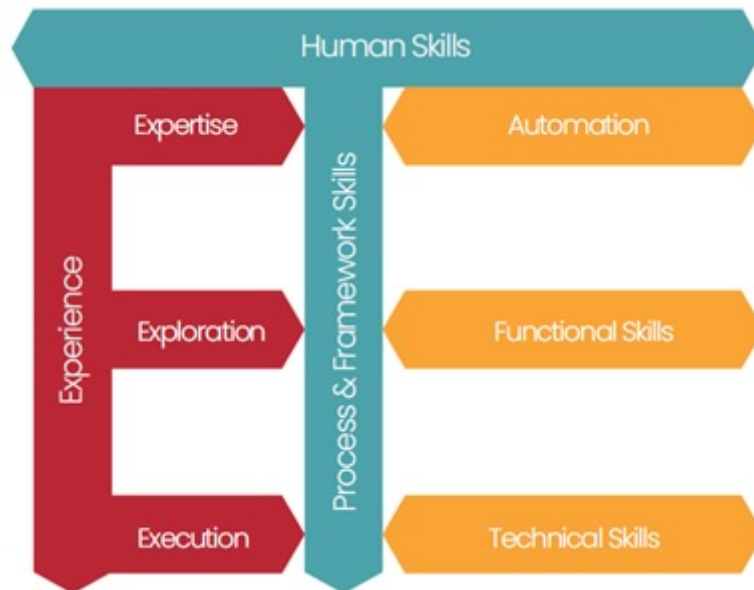 Human Skills
Expertise
Automation
Experience
Process & Framework Skills
Exploration
Functional Skills
Execution
Technical Skills